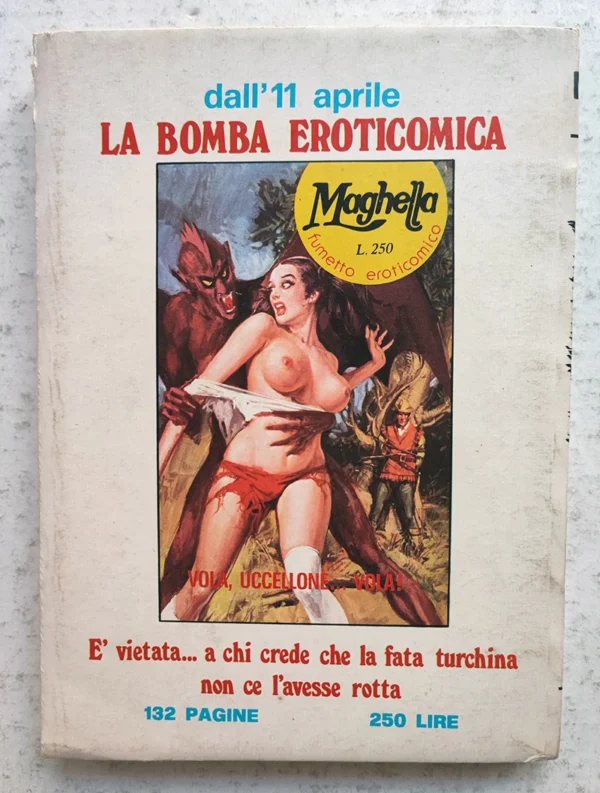 dall'11 aprile
LA BOMBA EROTICOMICA
Maghella
L. 250
fumetto eroticomico
VOLA, UCCELLONE... VOLA!
E' vietata... a chi crede che la fata turchina
non ce l'avesse rotta
132 PAGINE
250 LIRE